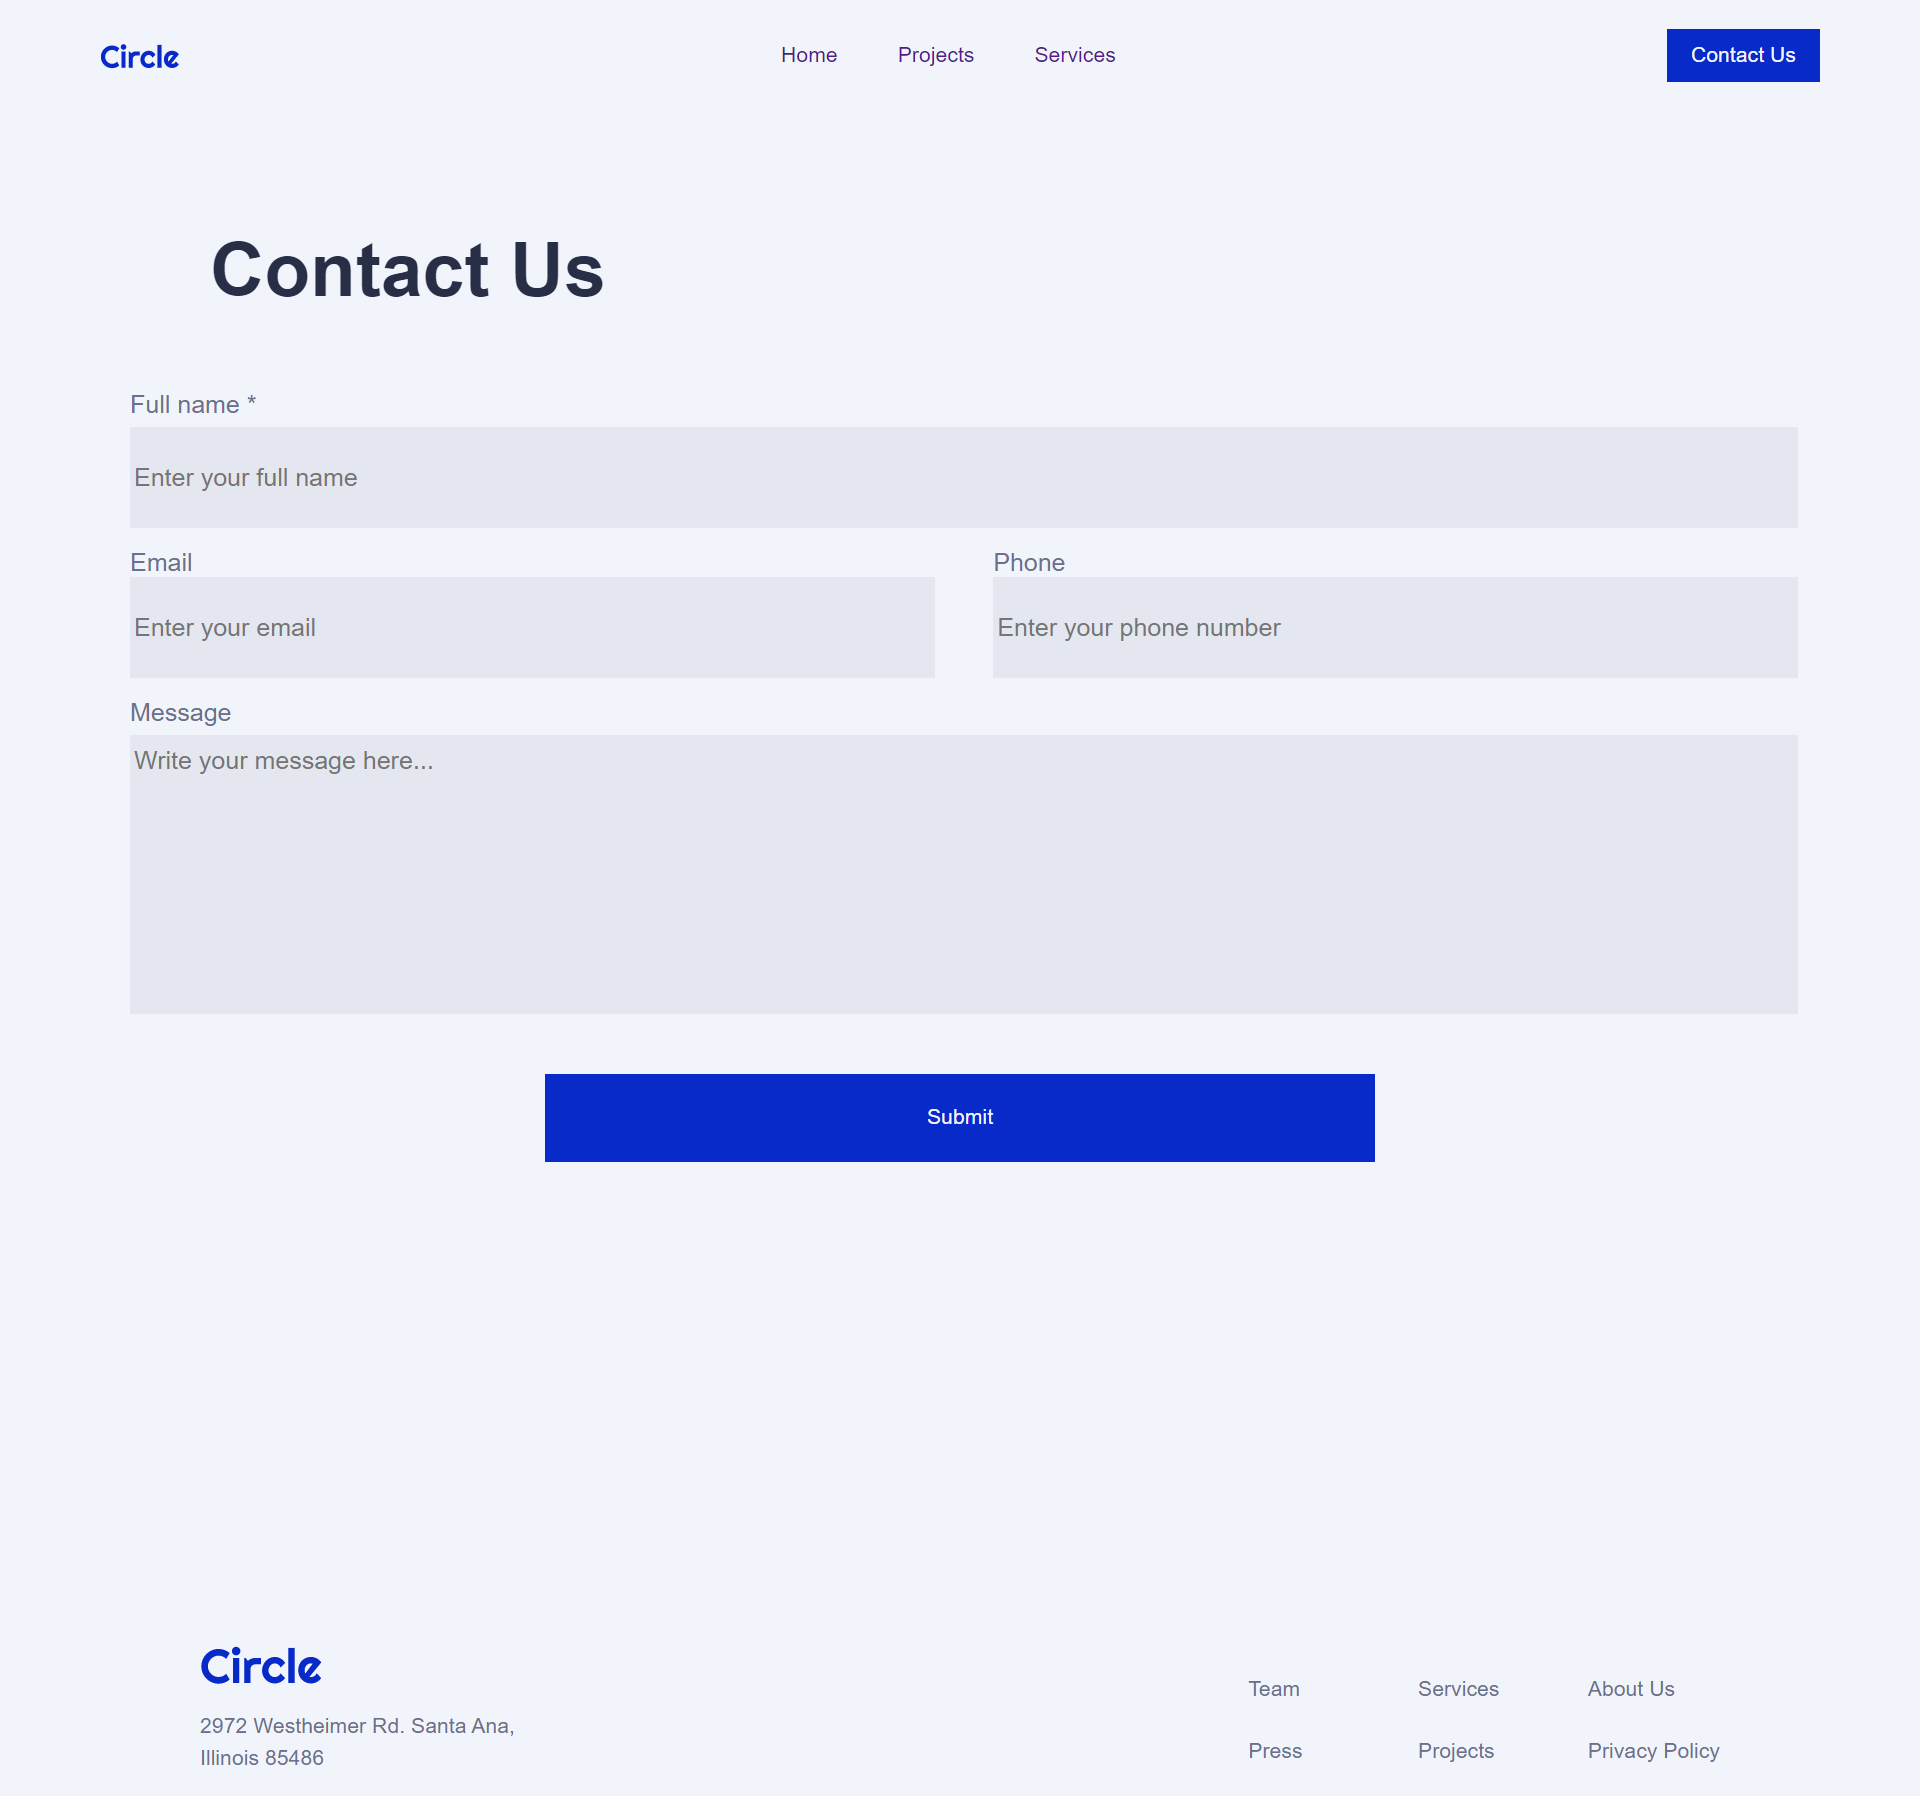 Circle
Home Projects Services
Contact Us
Contact Us
Full name *
Enter your full name
Email
Enter your email
Phone
Enter your phone number
Message
Write your message here...
Submit
Circle
2972 Westheimer Rd. Santa Ana,
Illinois 85486
Team Services About Us
Press Projects Privacy Policy